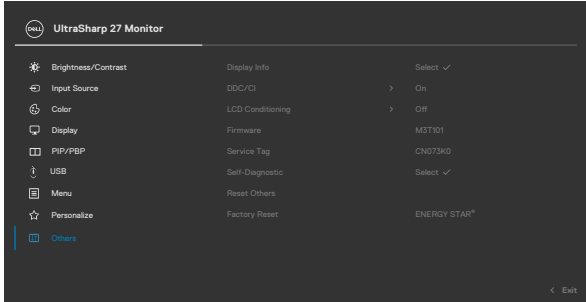 DELL UltraSharp 27 Monitor
Brightness/Contrast Display Info Select ✓
Input Source DDC/CI > On
Color LCD Conditioning > Off
Display Firmware M3T101
PIP/PBP Service Tag CN073K0
USB Self-Diagnostic Select ✓
Menu Reset Others
Personalize Factory Reset ENERGY STAR®
Others
< Exit